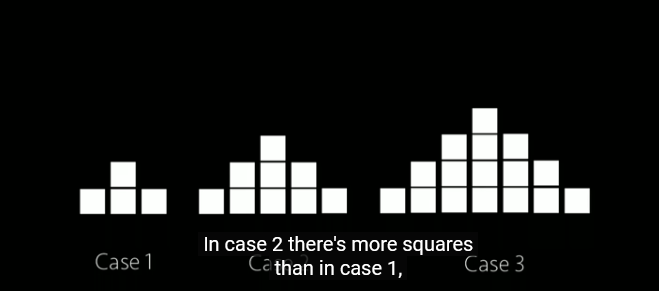 Case 1
In case 2 there's more squares
than in case 1,
Case 3